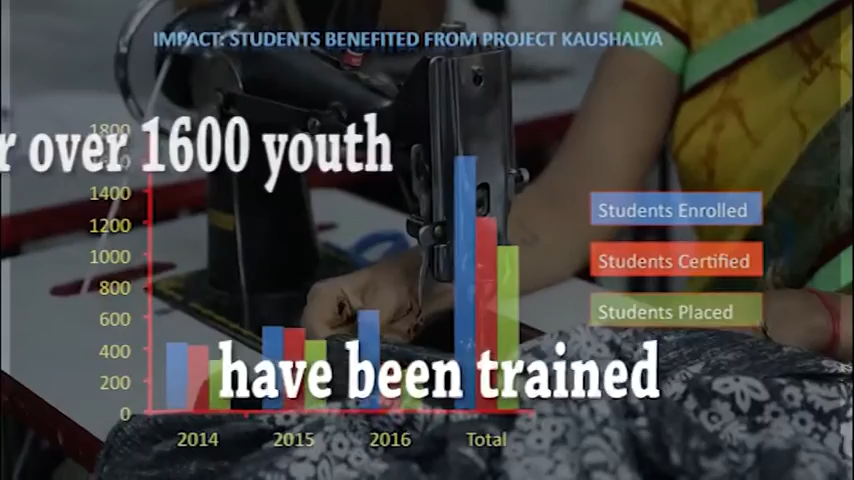 IMPACT: STUDENTS BENEFITED FROM PROJECT KAUSHALYA
r over 1600 youth
1800
1400
1200
1000
800
600
400
200
0
Students Enrolled
Students Certified
Students Placed
have been trained
2014 2015 2016 Total